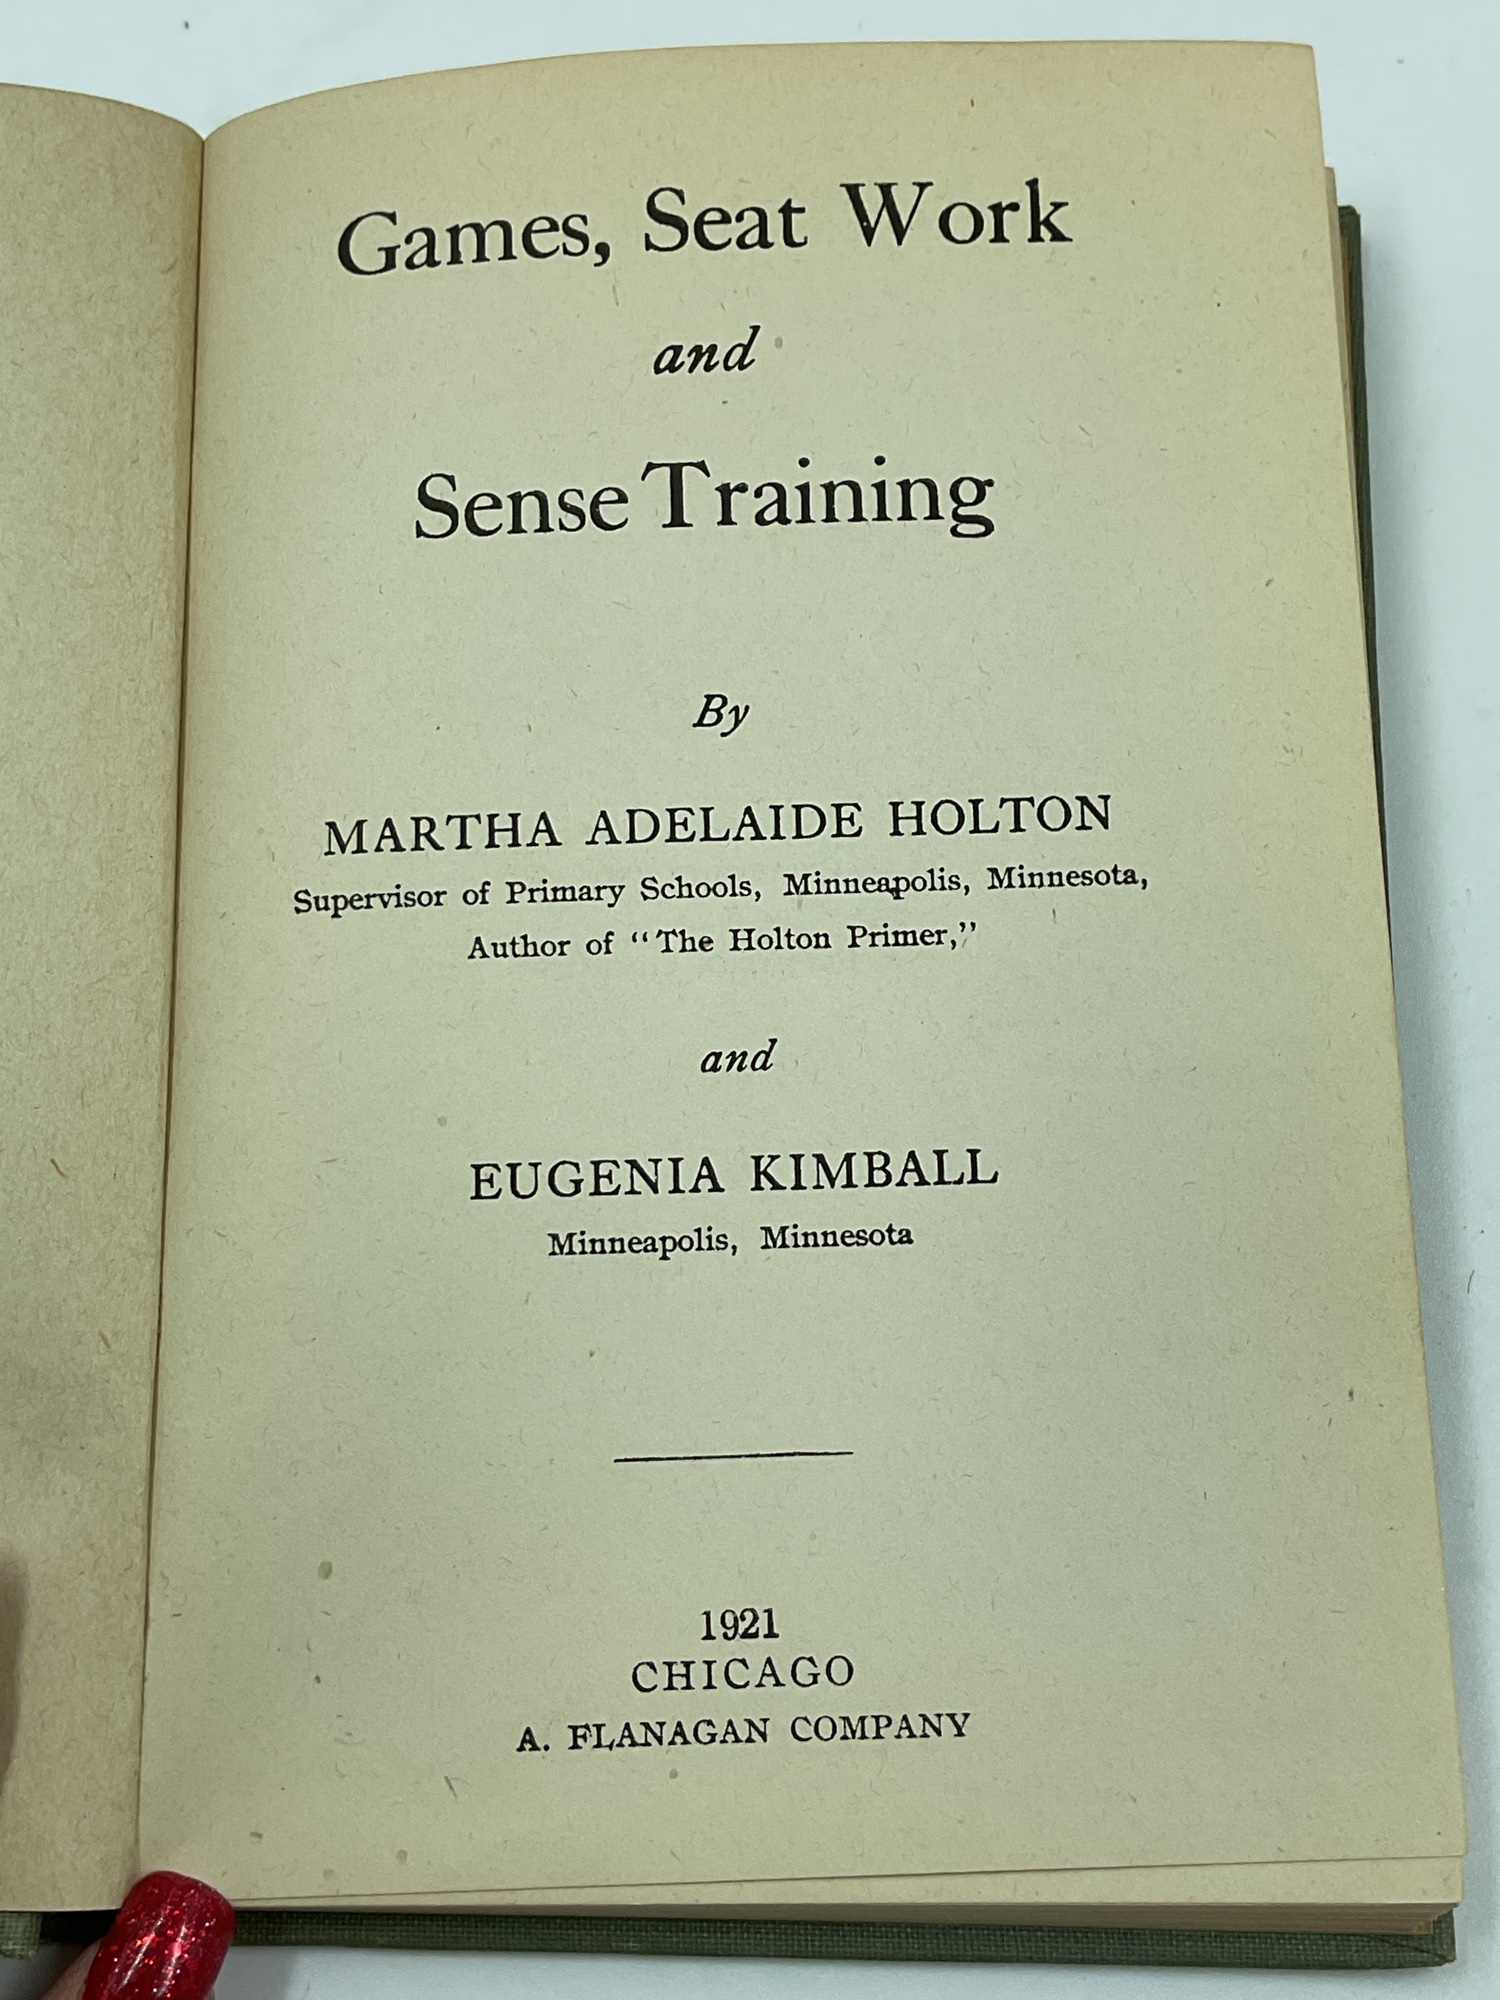 Games, Seat Work
and
Sense Training
By
MARTHA ADELAIDE HOLTON
Supervisor of Primary Schools, Minneapolis, Minnesota,
Author of “The Holton Primer,”
and
EUGENIA KIMBALL
Minneapolis, Minnesota
1921
CHICAGO
A. FLANAGAN COMPANY